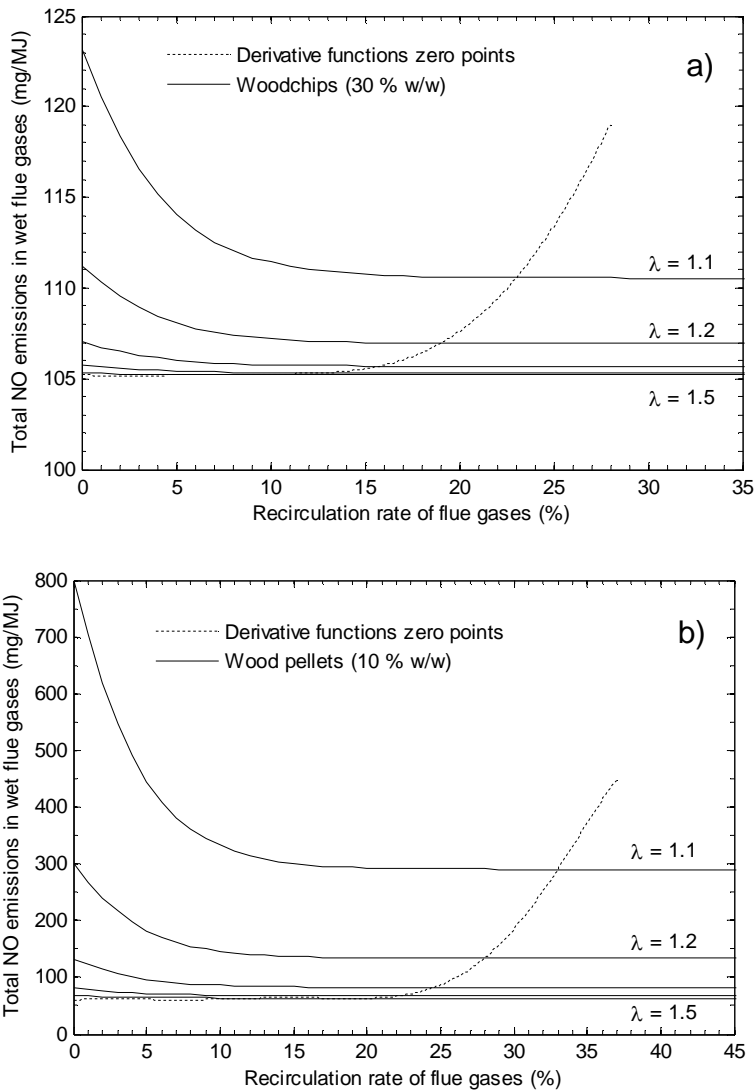 125
120
115
110
105
100
Total NO emissions in wet flue gases (mg/MJ)
Derivative functions zero points
Woodchips (30 % w/w)
a)
λ = 1.1
λ = 1.2
λ = 1.5
0 5 10 15 20 25 30 35
Recirculation rate of flue gases (%)
800
700
600
500
400
300
200
100
0
Total NO emissions in wet flue gases (mg/MJ)
Derivative functions zero points
Wood pellets (10 % w/w)
b)
λ = 1.1
λ = 1.2
λ = 1.5
0 5 10 15 20 25 30 35 40 45
Recirculation rate of flue gases (%)